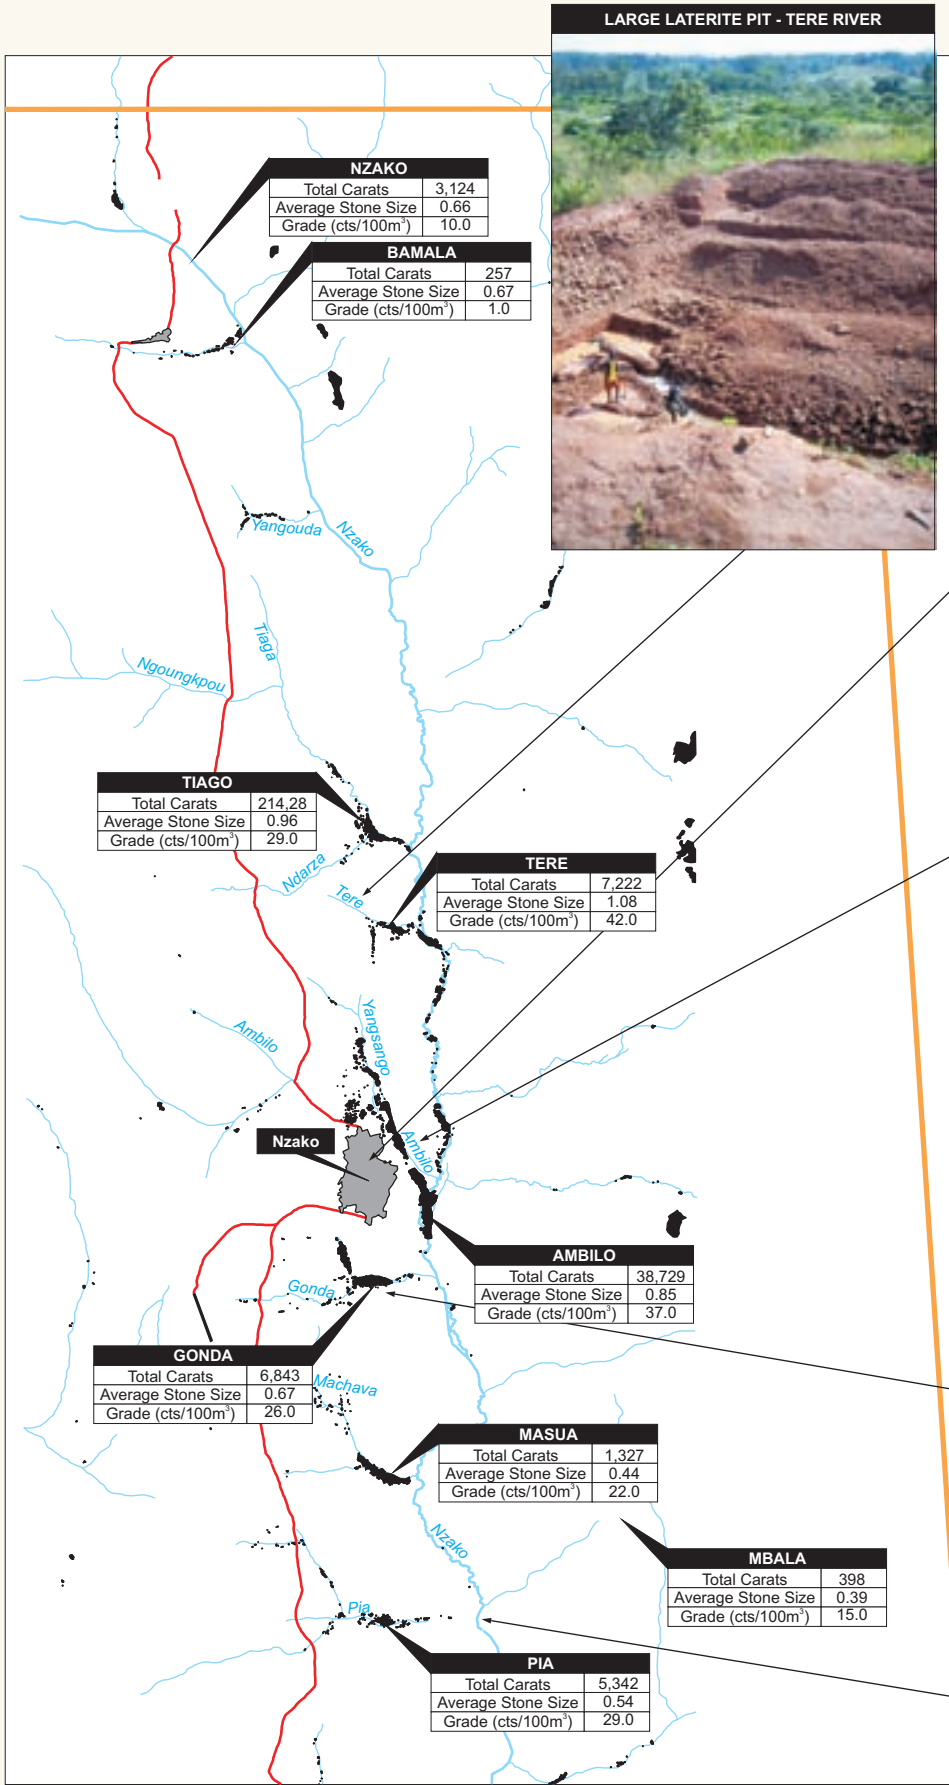 LARGE LATERITE PIT - TERE RIVER
NZAKO
Total Carats 3,124
Average Stone Size 0.66
Grade (cts/100m³) 10.0
BAMALA
Total Carats 257
Average Stone Size 0.67
Grade (cts/100m³) 1.0
Yangouda
Nzako
Tiaga
Ngoungkpou
TIAGO
Total Carats 214,28
Average Stone Size 0.96
Grade (cts/100m³) 29.0
Ndarza
Tere
TERE
Total Carats 7,222
Average Stone Size 1.08
Grade (cts/100m³) 42.0
Yangsango
Ambilo
Nzako
Ambilo
AMBILO
Total Carats 38,729
Average Stone Size 0.85
Grade (cts/100m³) 37.0
Gonda
GONDA
Total Carats 6,843
Average Stone Size 0.67
Grade (cts/100m³) 26.0
Machava
MASUA
Total Carats 1,327
Average Stone Size 0.44
Grade (cts/100m³) 22.0
Nzako
MBALA
Total Carats 398
Average Stone Size 0.39
Grade (cts/100m³) 15.0
Pia
PIA
Total Carats 5,342
Average Stone Size 0.54
Grade (cts/100m³) 29.0